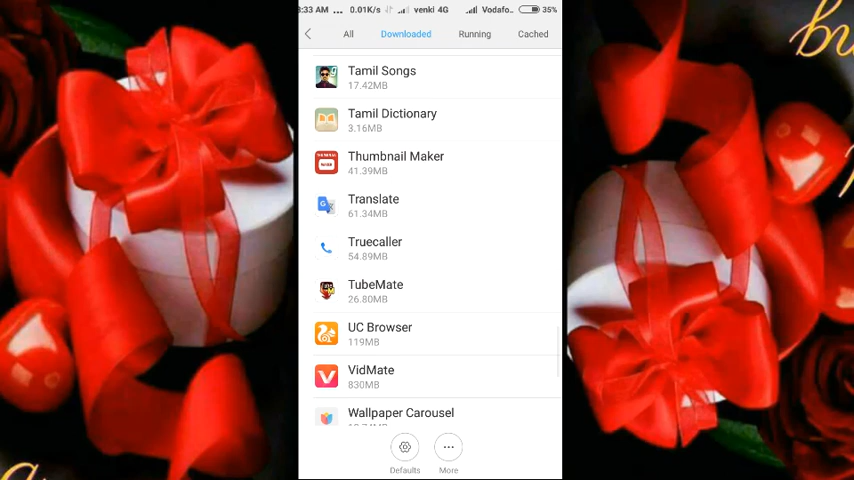 3:33 AM ... 0.01K/s venki 4G Vodafo.. 35%
All Downloaded Running Cached
Tamil Songs
17.42MB
Tamil Dictionary
3.16MB
Thumbnail Maker
41.39MB
Translate
61.34MB
Truecaller
54.89MB
TubeMate
26.80MB
UC Browser
119MB
VidMate
830MB
Wallpaper Carousel
Defaults More
bu